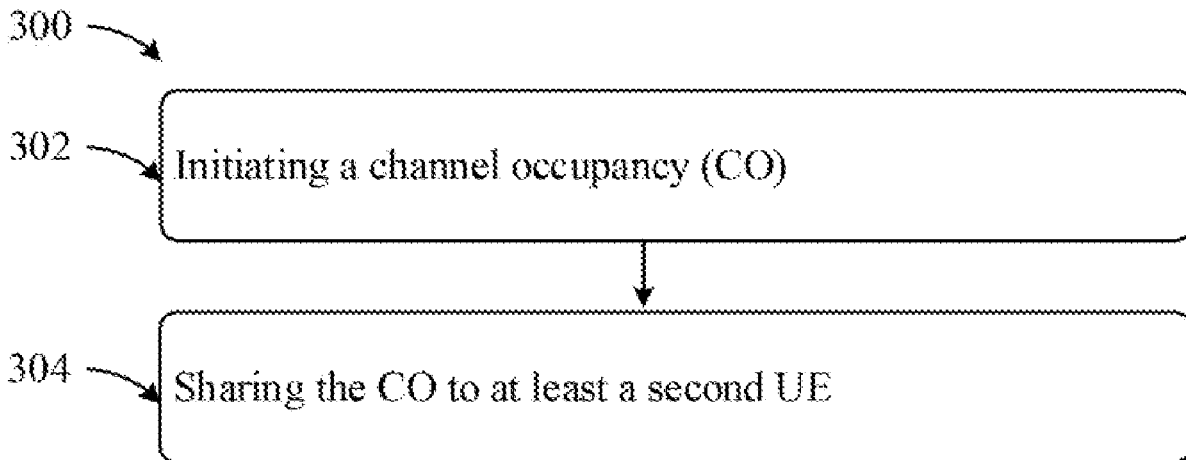 300
302
Initiating a channel occupancy (CO)
304
Sharing the CO to at least a second UE